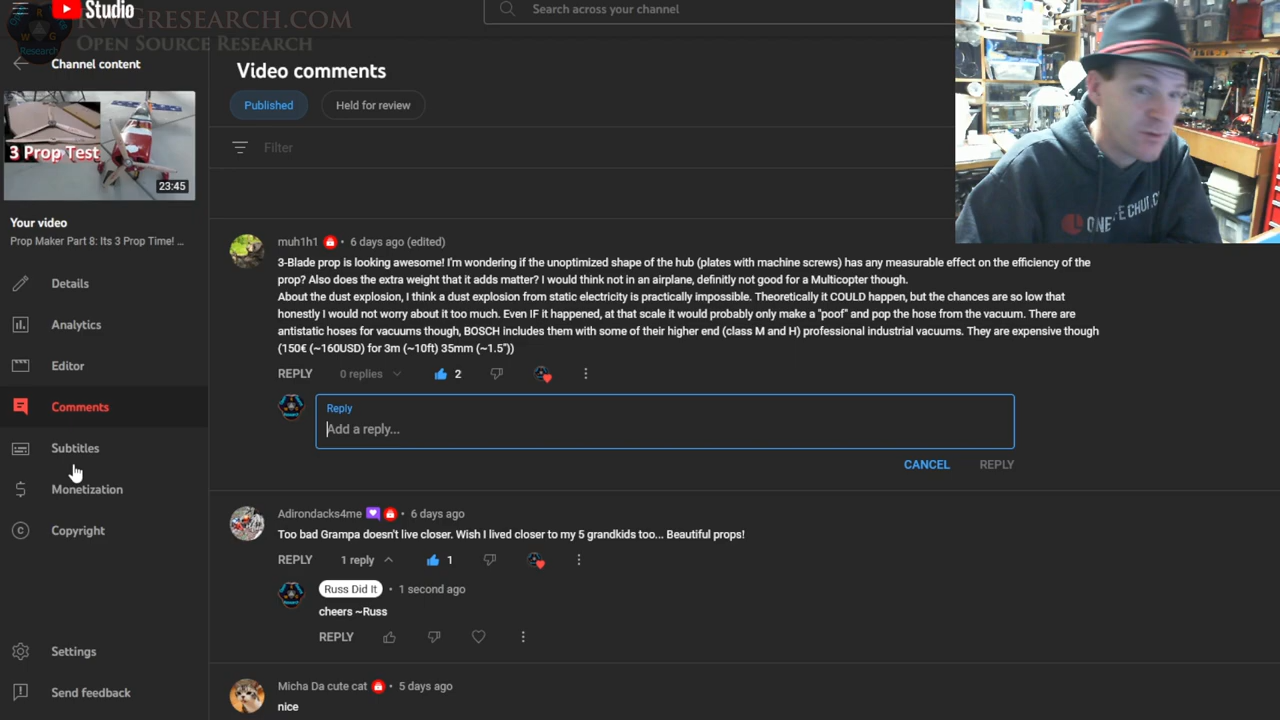 Studio
RWGRESEARCH.COM
OPEN SOURCE RESEARCH
R
W
G
Research
Search across your channel
Channel content
3 Prop Test
23:45
Your video
Prop Maker Part 8: Its 3 Prop Time! ...
Details
Analytics
Editor
Comments
Subtitles
Monetization
Copyright
Settings
Send feedback
Video comments
Published
Held for review
Filter
muh1h1 • 6 days ago (edited)
3-Blade prop is looking awesome! I'm wondering if the unoptimized shape of the hub (plates with machine screws) has any measurable effect on the efficiency of the
prop? Also does the extra weight that it adds matter? I would think not in an airplane, definitly not good for a Multicopter though.
About the dust explosion, I think a dust explosion from static electricity is practically impossible. Theoretically it COULD happen, but the chances are so low that
honestly I would not worry about it too much. Even IF it happened, at that scale it would probably only make a "poof" and pop the hose from the vacuum. There are
antistatic hoses for vacuums though, BOSCH includes them with some of their higher end (class M and H) professional industrial vacuums. They are expensive though
(150€ (~160USD) for 3m (~10ft) 35mm (~1.5"))
REPLY 0 replies 2
Reply
Add a reply...
CANCEL REPLY
Adirondacks4me • 6 days ago
Too bad Grampa doesn't live closer. Wish I lived closer to my 5 grandkids too... Beautiful props!
REPLY 1 reply 1
Russ Did It • 1 second ago
cheers ~Russ
REPLY
Micha Da cute cat • 5 days ago
nice